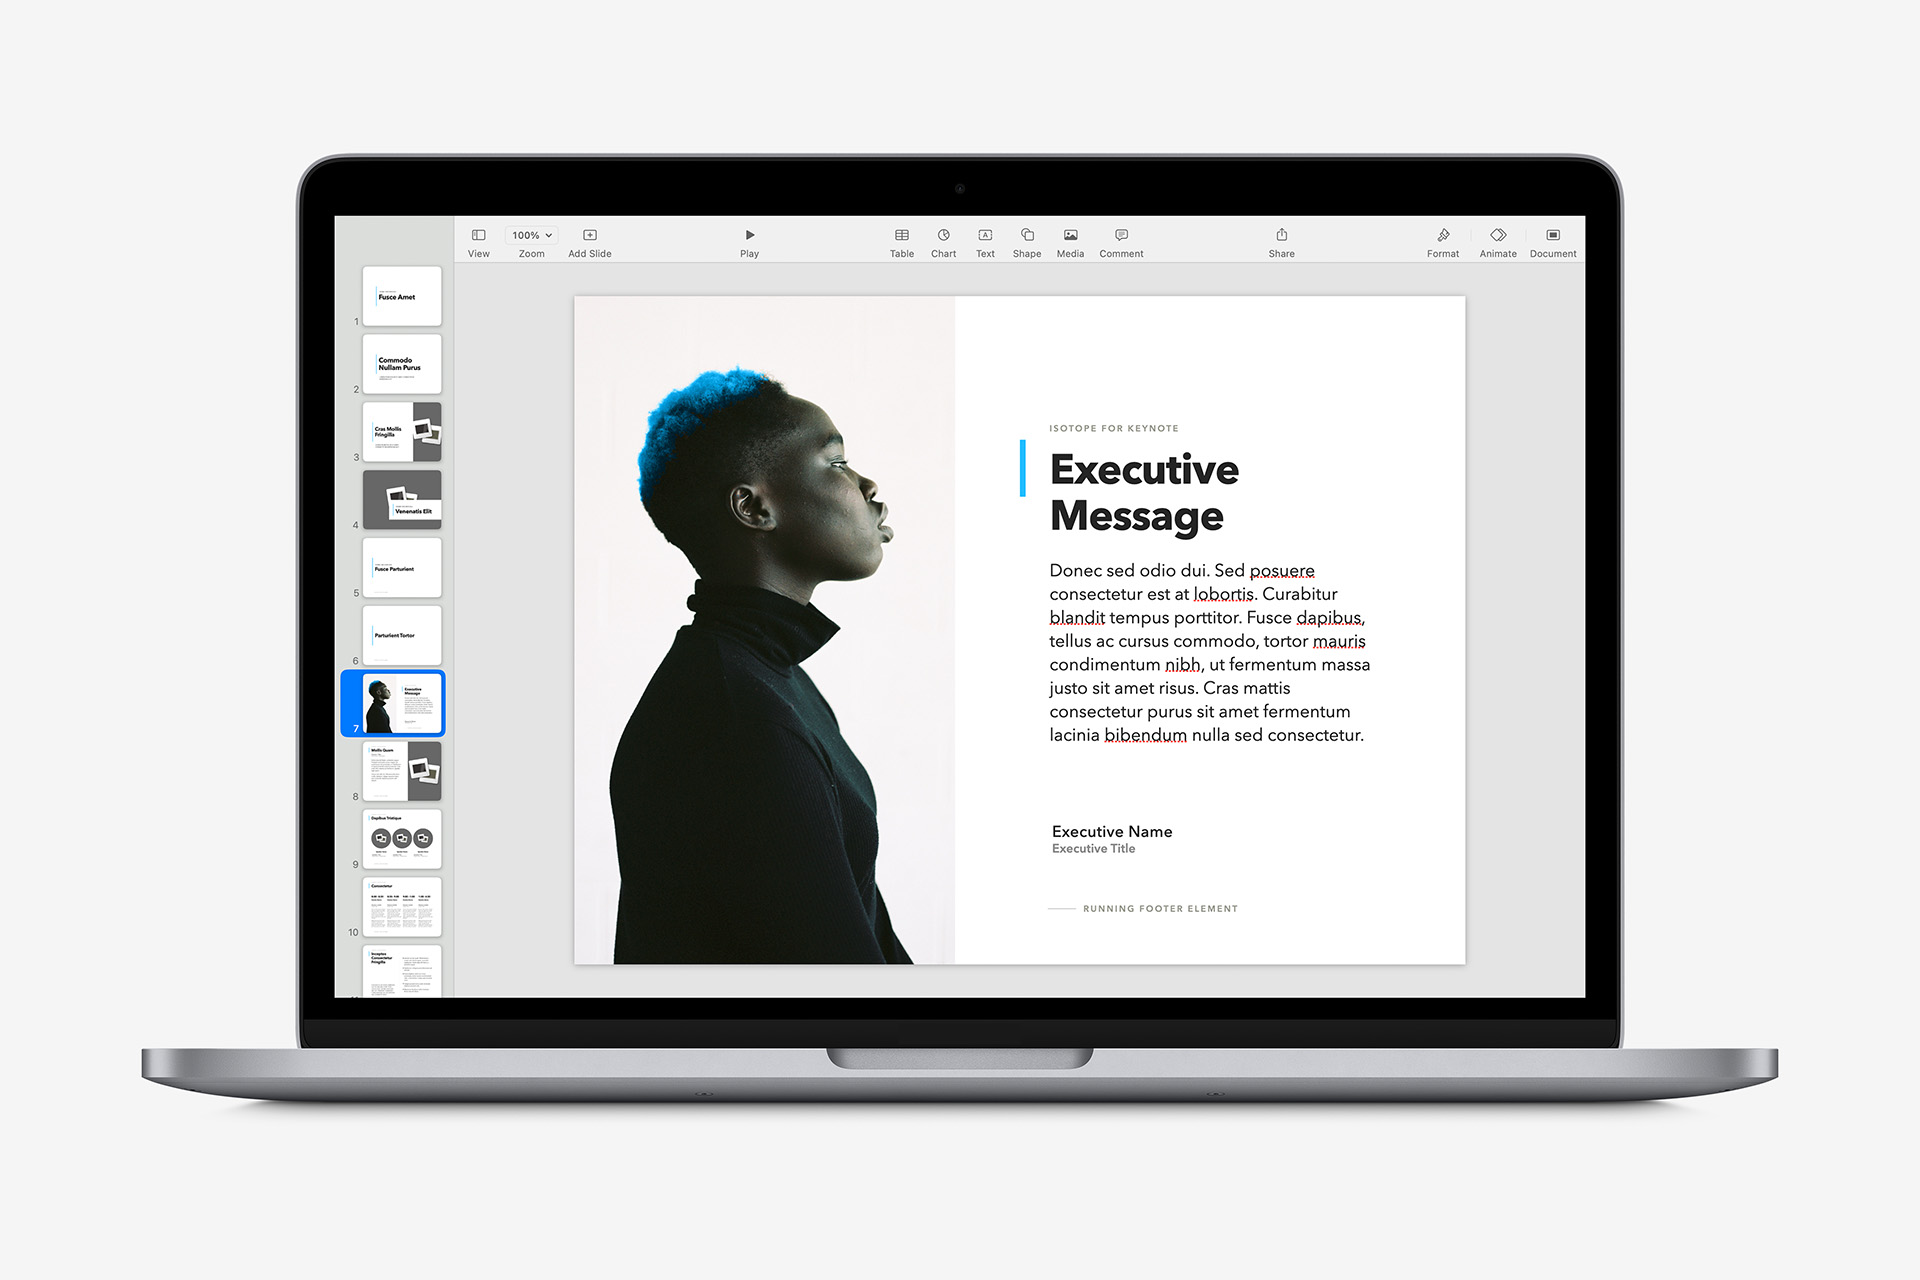 100%
View
Zoom
Add Slide
Play
Table
Chart
Text
Shape
Media
Comment
Share
Format
Animate
Document
Fusce Amet
1
Commodo
Nullam Purus
2
Cras Mollis
Fringilla
3
Venenatis Elit
4
Fusce Parturient
5
Parturient Tortor
6
Executive
Message
7
Mollis Quam
8
Dapibus Tristique
9
Consectetur
10
Inceptos
Consectetur
Fringilla
ISOTOPE FOR KEYNOTE
Executive
Message
Donec sed odio dui. Sed posuere
consectetur est at lobortis. Curabitur
blandit tempus porttitor. Fusce dapibus,
tellus ac cursus commodo, tortor mauris
condimentum nibh, ut fermentum massa
justo sit amet risus. Cras mattis
consectetur purus sit amet fermentum
lacinia bibendum nulla sed consectetur.
Executive Name
Executive Title
RUNNING FOOTER ELEMENT